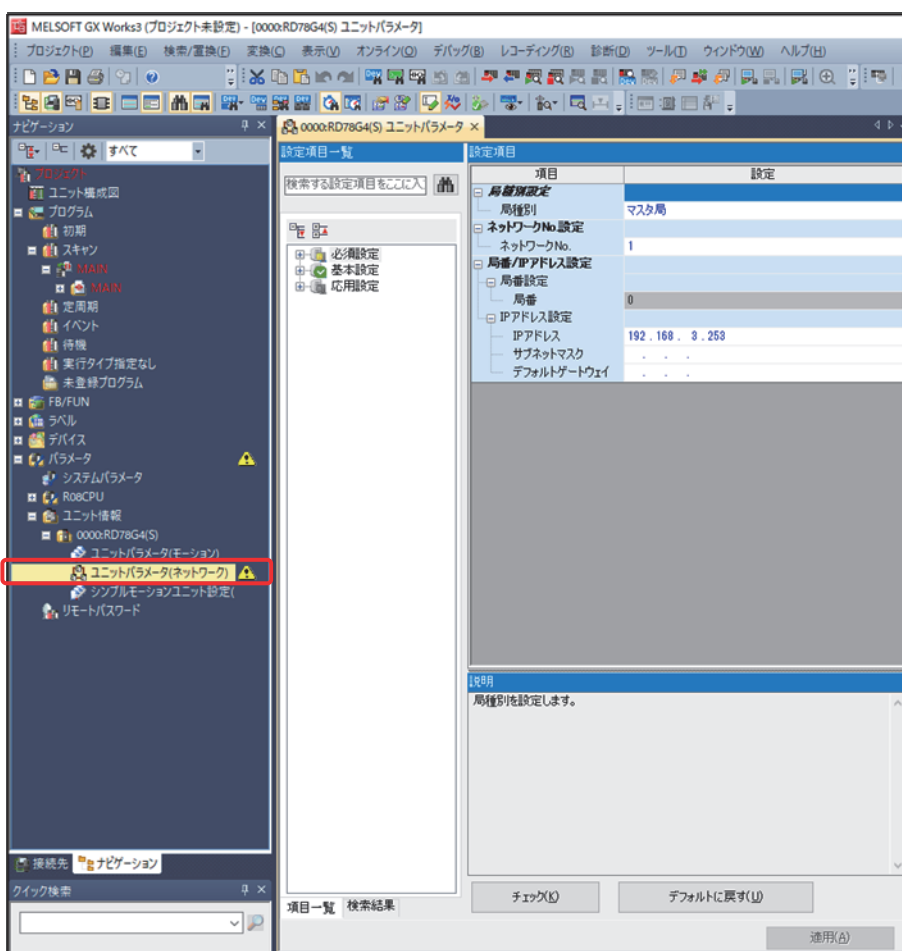 MELSOFT GX Works3 (プロジェクト未設定) - [0000:RD78G4(S) ユニットパラメータ]
プロジェクト(P) 編集(E) 検索/置換(F) 変換(C) 表示(V) オンライン(O) デバッグ(B) レコーディング(R) 診断(D) ツール(T) ウィンドウ(W) ヘルプ(H)
ナビゲーション
すべて
プロジェクト
ユニット構成図
プログラム
初期
スキャン
MAIN
MAIN
定周期
イベント
待機
実行タイプ指定なし
未登録プログラム
FB/FUN
ラベル
デバイス
パラメータ
システムパラメータ
R08CPU
ユニット情報
0000:RD78G4(S)
ユニットパラメータ(モーション)
ユニットパラメータ(ネットワーク)
シンプルモーションユニット設定(
リモートパスワード
接続先 ナビゲーション
クイック検索
0000:RD78G4(S) ユニットパラメータ
設定項目一覧
検索する設定項目をここに入
必須設定
基本設定
応用設定
項目一覧 検索結果
設定項目
項目 設定
局種別設定
局種別 マスタ局
ネットワークNo.設定
ネットワークNo. 1
局番/IPアドレス設定
局番設定
局番 0
IPアドレス設定
IPアドレス 192 . 168 . 3 . 253
サブネットマスク . . .
デフォルトゲートウェイ . . .
説明
局種別を設定します。
チェック(K) デフォルトに戻す(U)
適用(A)